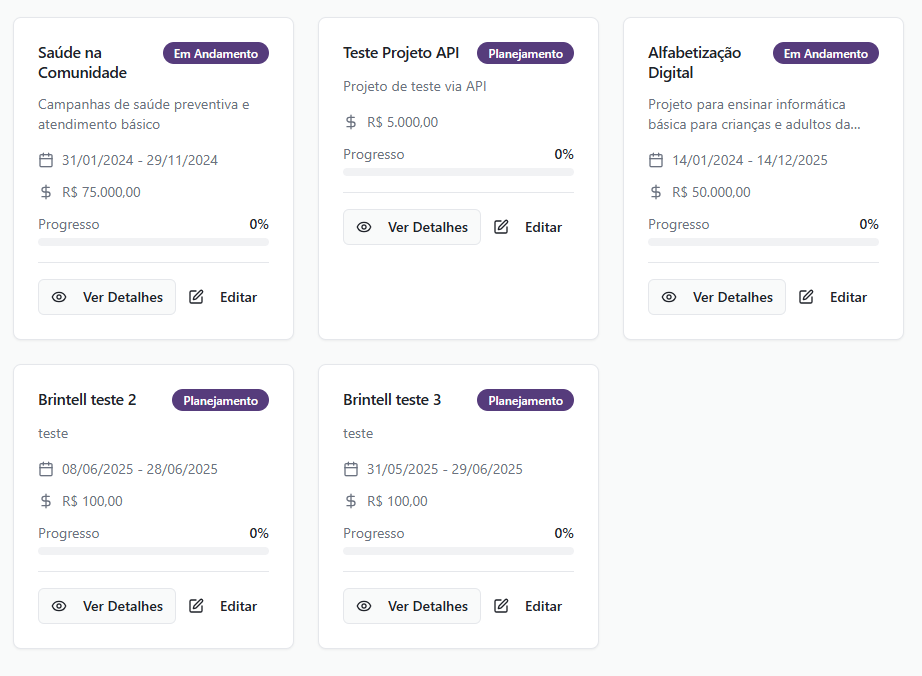 Saúde na
Comunidade
Em Andamento
Campanhas de saúde preventiva e
atendimento básico
31/01/2024 - 29/11/2024
R$ 75.000,00
Progresso 0%
Ver Detalhes Editar
Teste Projeto API Planejamento
Projeto de teste via API
R$ 5.000,00
Progresso 0%
Ver Detalhes Editar
Alfabetização
Digital
Em Andamento
Projeto para ensinar informática
básica para crianças e adultos da...
14/01/2024 - 14/12/2025
R$ 50.000,00
Progresso 0%
Ver Detalhes Editar
Brintell teste 2 Planejamento
teste
08/06/2025 - 28/06/2025
R$ 100,00
Progresso 0%
Ver Detalhes Editar
Brintell teste 3 Planejamento
teste
31/05/2025 - 29/06/2025
R$ 100,00
Progresso 0%
Ver Detalhes Editar